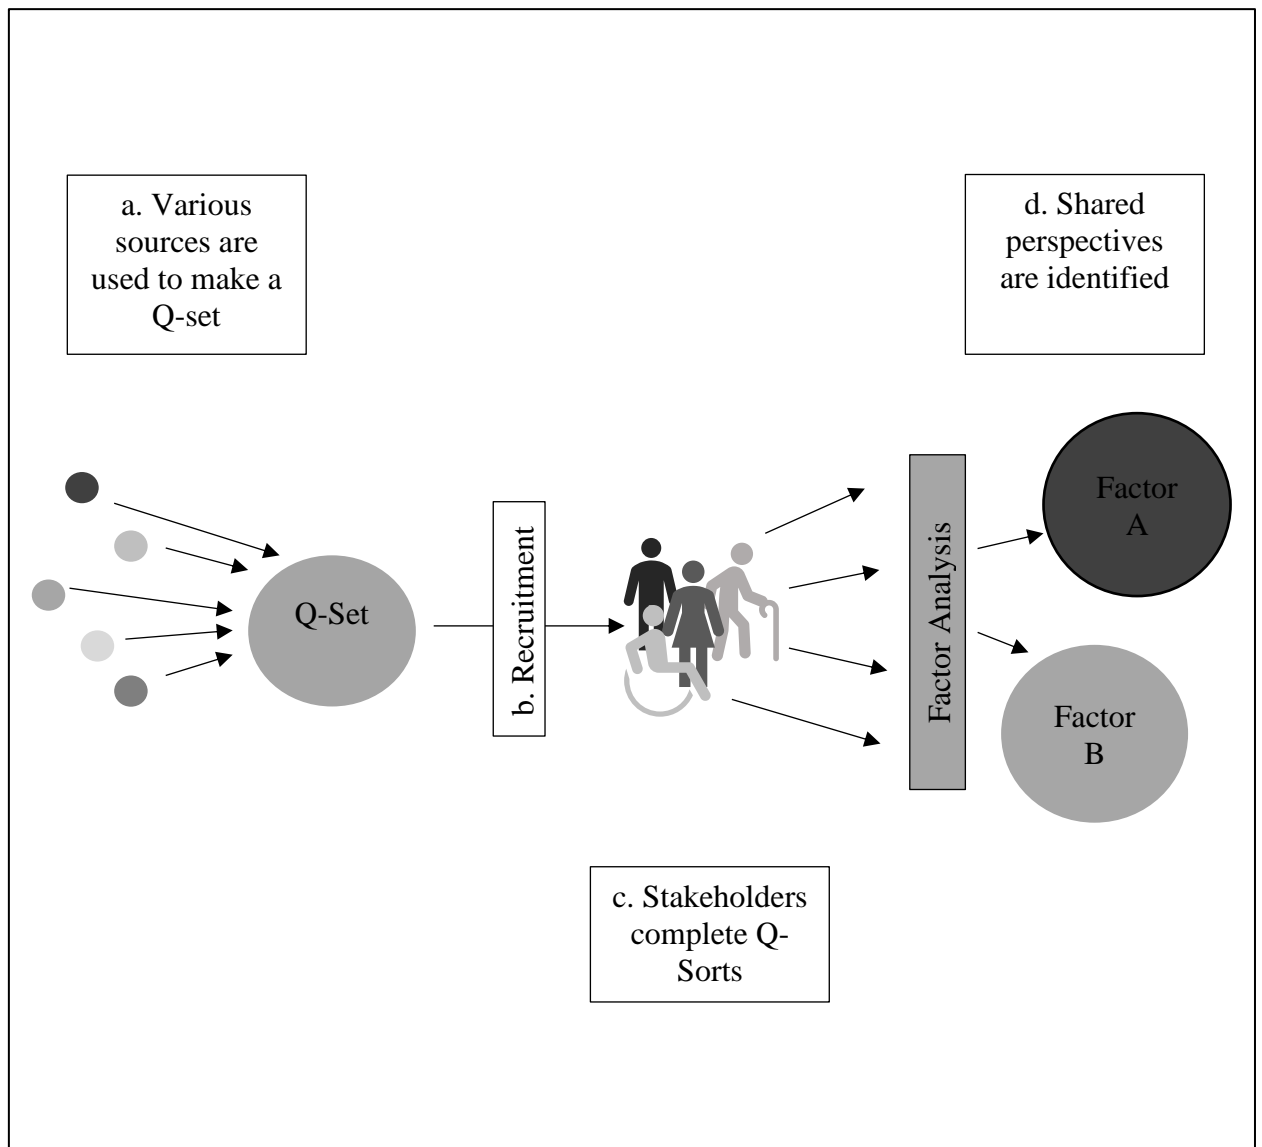 a. Various
sources are
used to make a
Q-set
d. Shared
perspectives
are identified
Q-Set
b. Recruitment
Factor Analysis
Factor
A
Factor
B
c. Stakeholders
complete Q-
Sorts